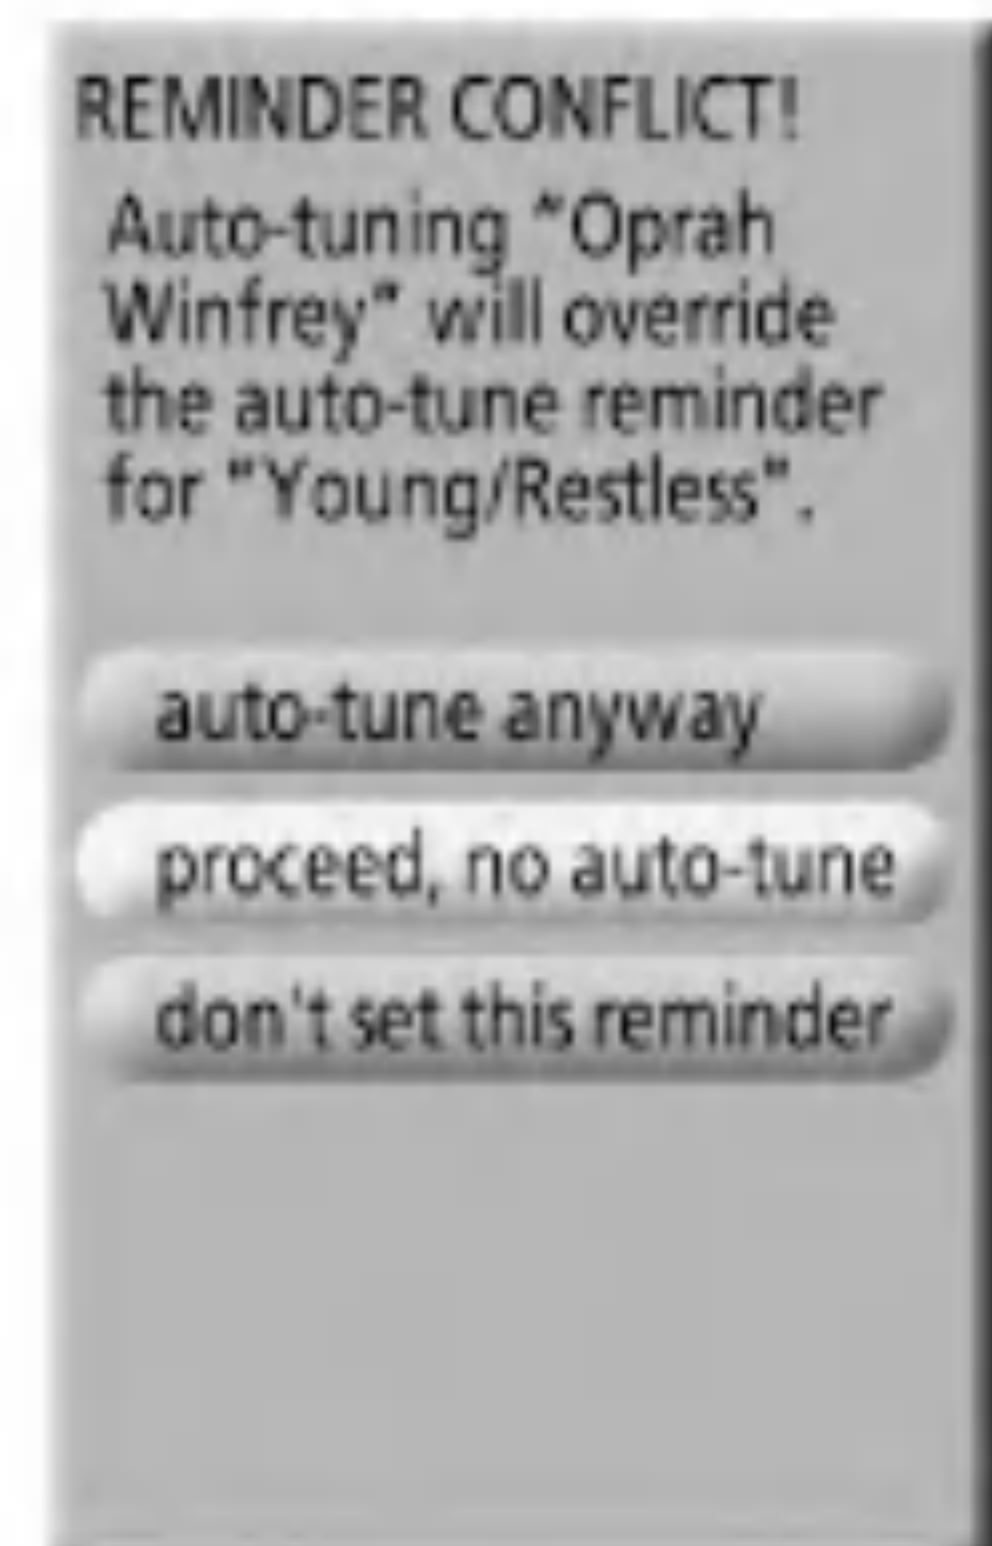 REMINDER CONFLICT!
Auto-tuning "Oprah
Winfrey" will override
the auto-tune reminder
for "Young/Restless".
auto-tune anyway
proceed, no auto-tune
don't set this reminder